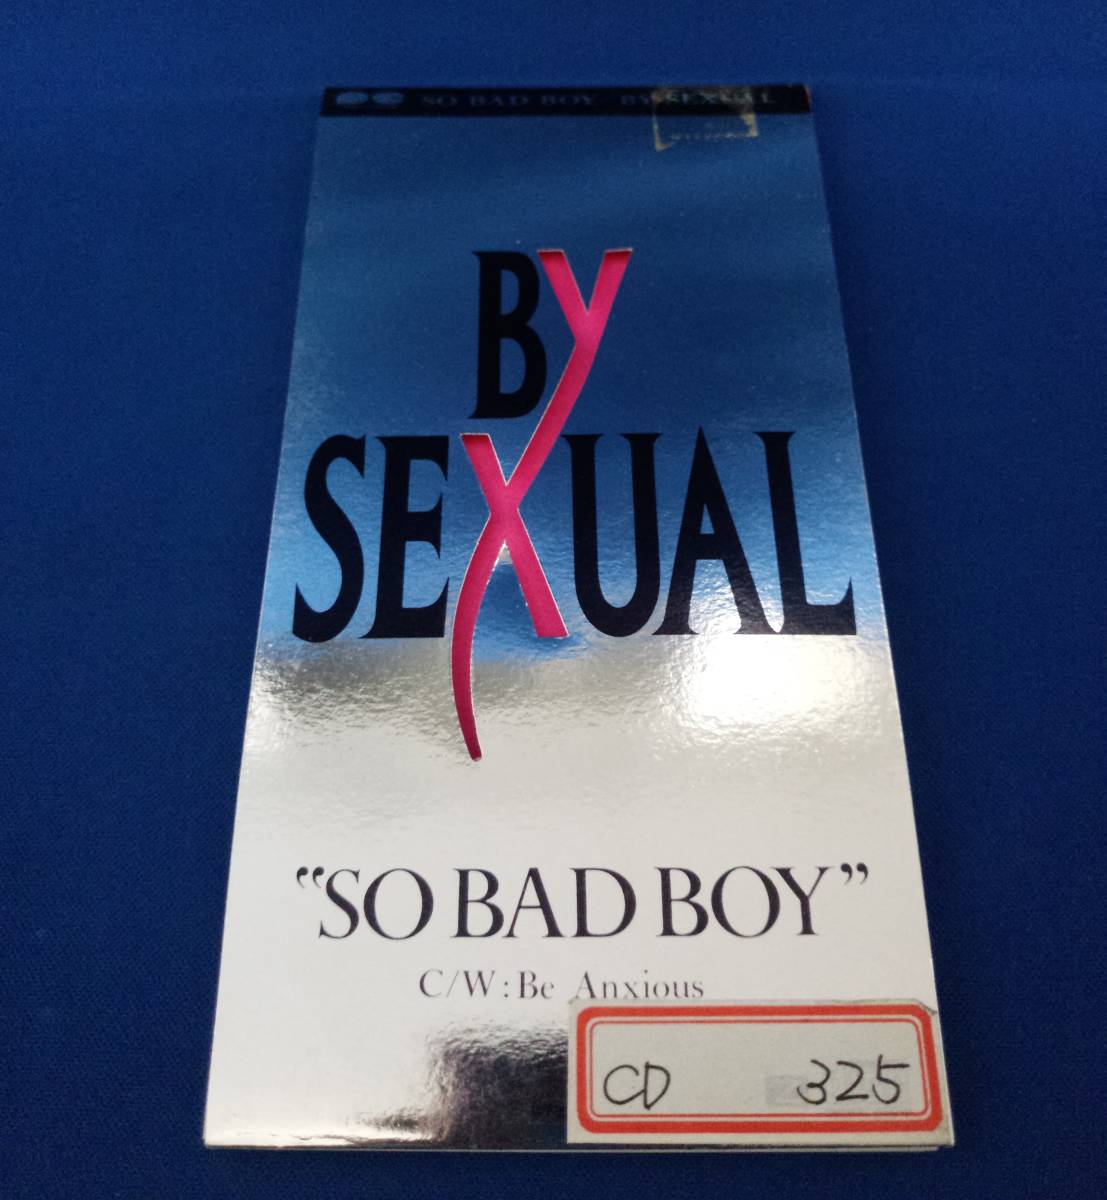 SO BAD BOY BY-SEXUAL
BY
SEXUAL
“SO BAD BOY”
C/W : Be Anxious
CD 325